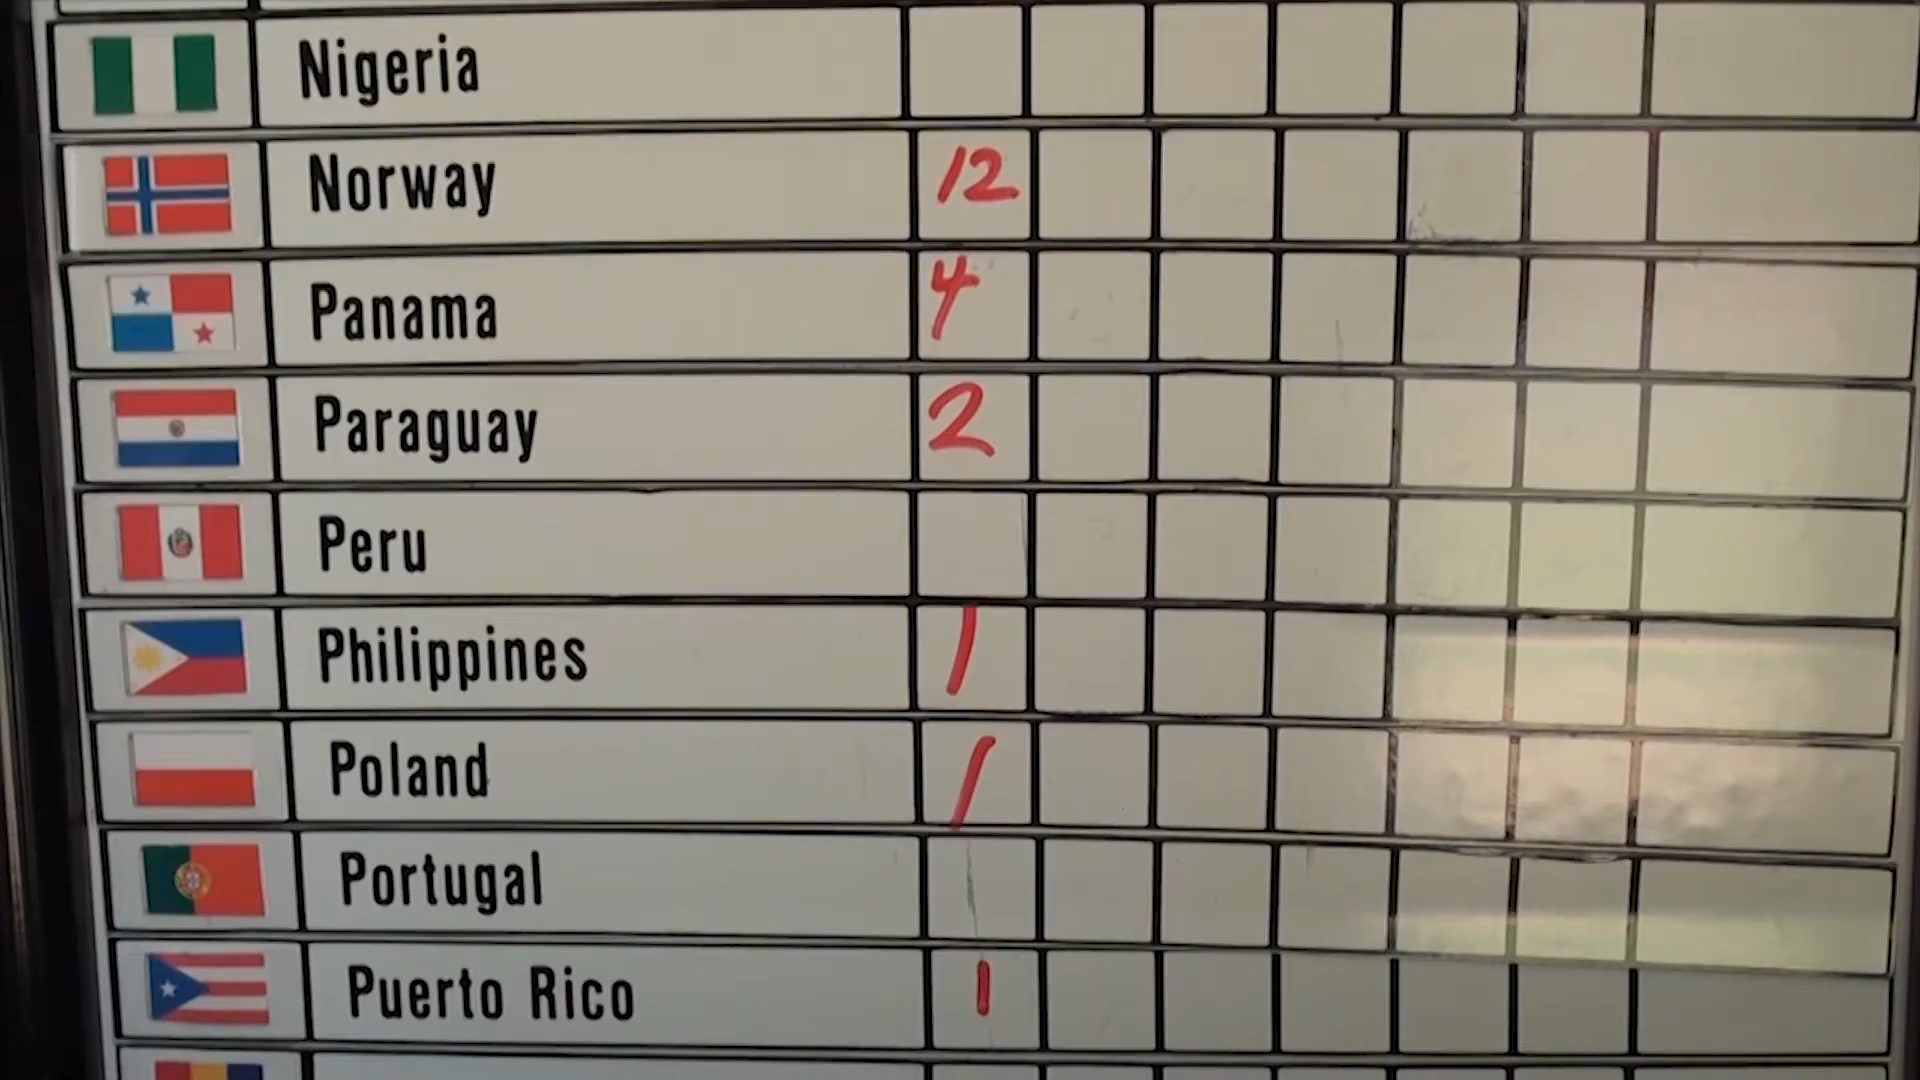 Nigeria
Norway 12
Panama 4
Paraguay 2
Peru
Philippines 1
Poland 1
Portugal
Puerto Rico 1